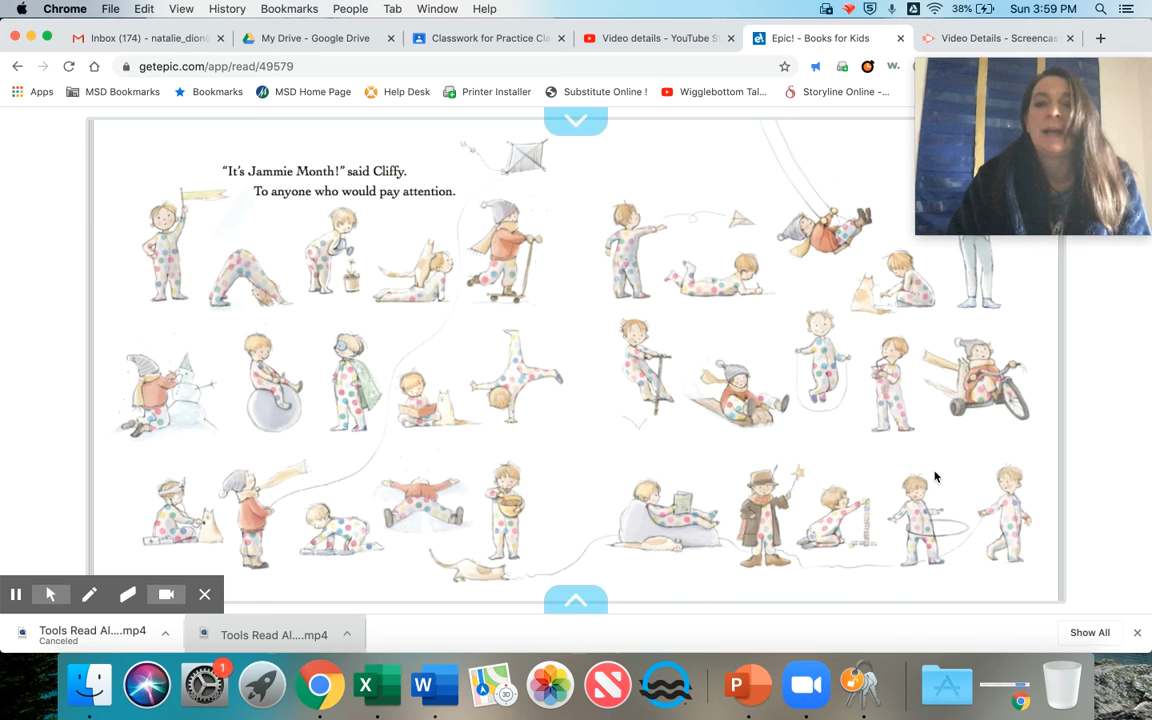 Chrome File Edit View History Bookmarks People Tab Window Help 38% Sun 3:59 PM
Inbox (174) - natalie_dion@ My Drive - Google Drive Classwork for Practice Cla Video details - YouTube S Epic! - Books for Kids Video Details - Screencas
getepic.com/app/read/49579
Apps MSD Bookmarks Bookmarks MSD Home Page Help Desk Printer Installer Substitute Online ! Wigglebottom Tal... Storyline Online -...
"It's Jammie Month!" said Cliffy.
To anyone who would pay attention.
Tools Read Al....mp4
Canceled
Tools Read Al....mp4
Show All